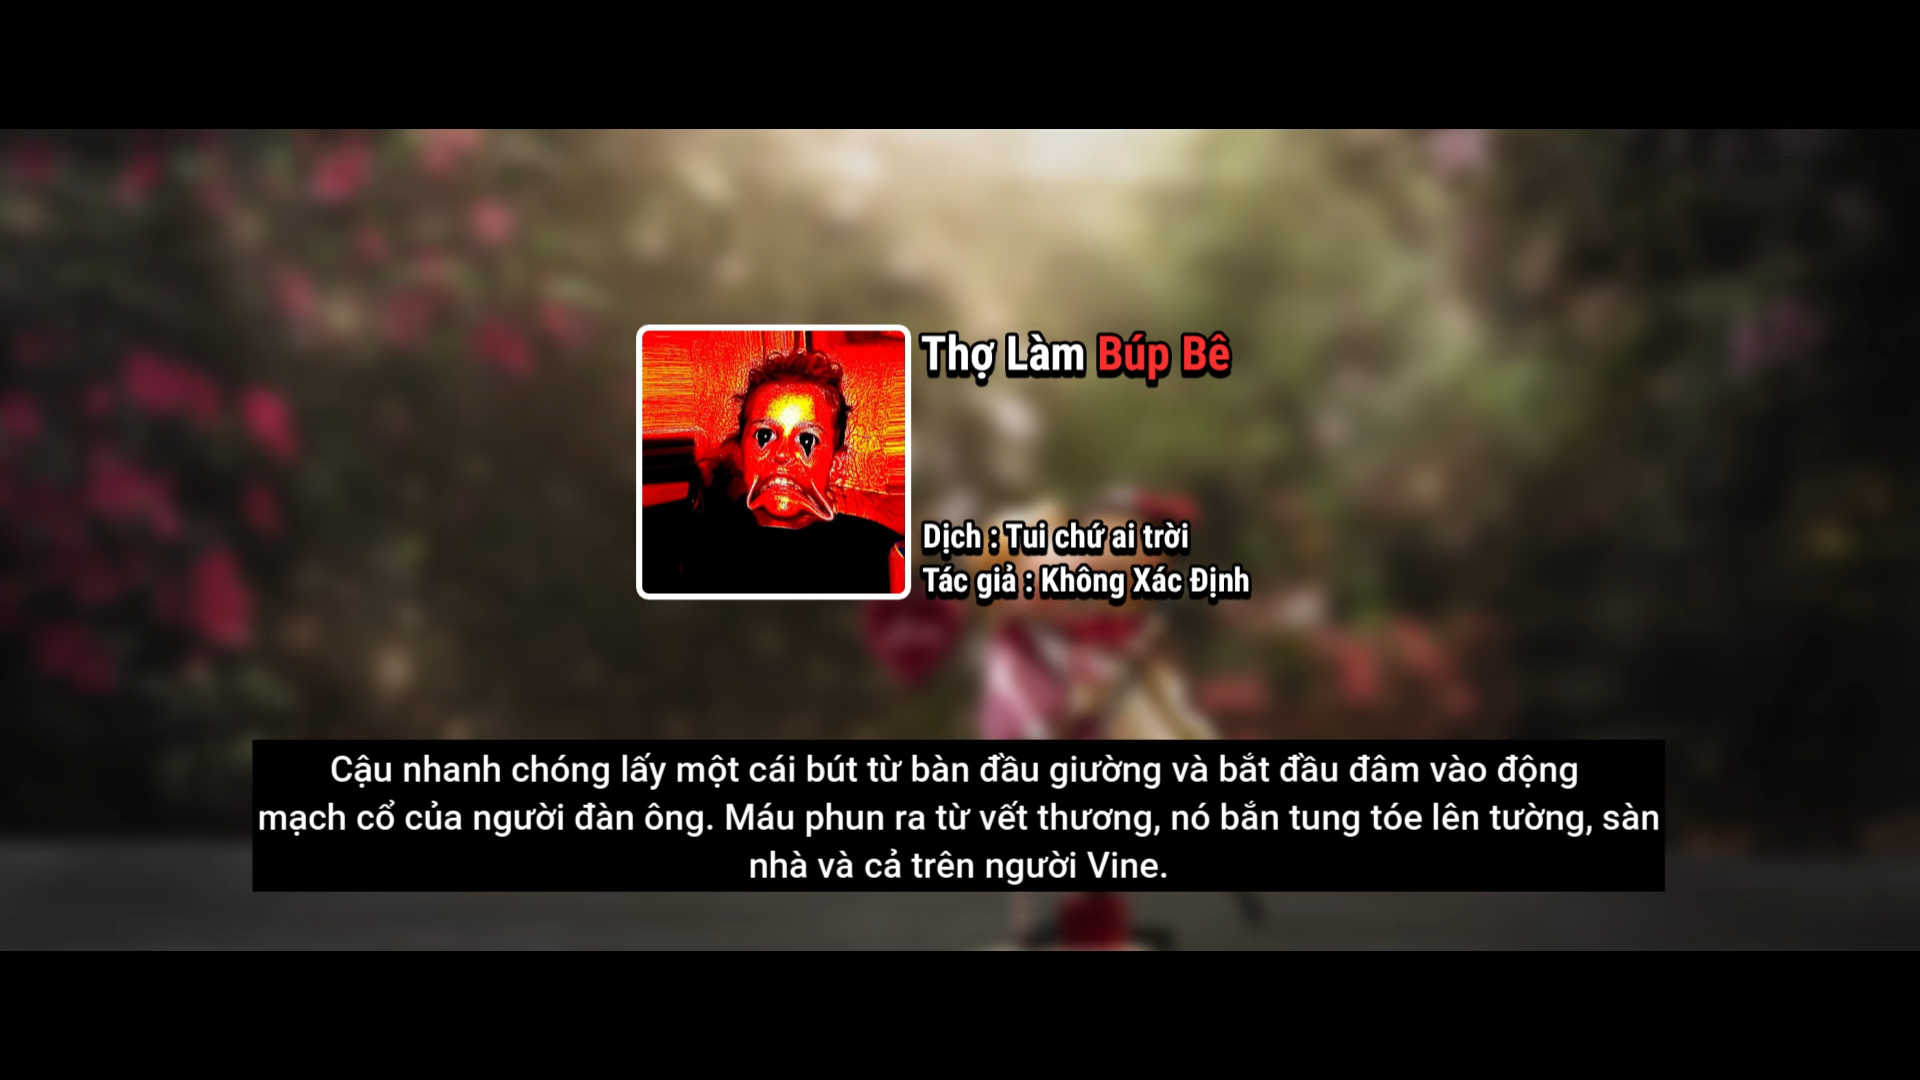 Thợ Làm Búp Bê
Dịch : Tui chứ ai trời
Tác giả : Không Xác Định
Cậu nhanh chóng lấy một cái bút từ bàn đầu giường và bắt đầu đâm vào động
mạch cổ của người đàn ông. Máu phun ra từ vết thương, nó bắn tung tóe lên tường, sàn
nhà và cả trên người Vine.